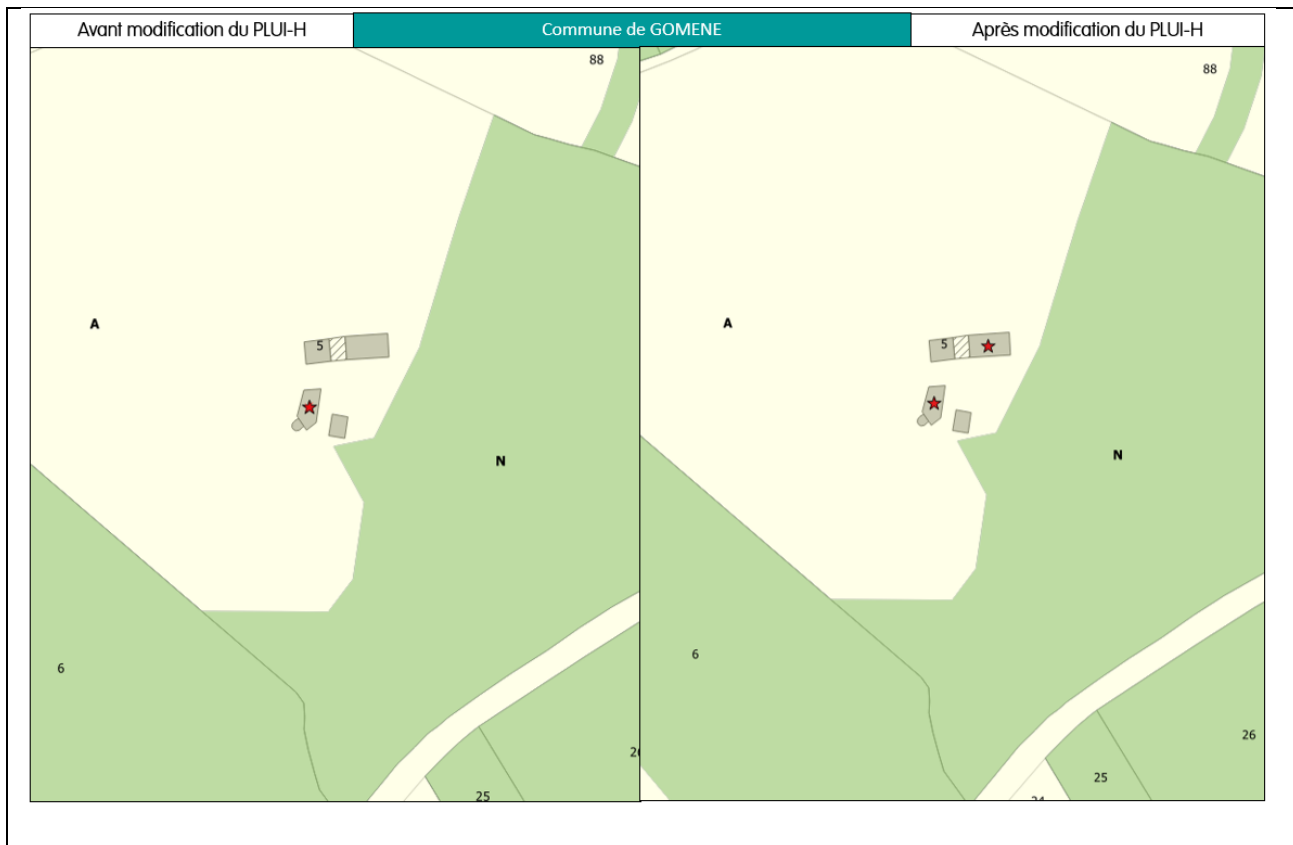 Avant modification du PLUI-H
Commune de GOMENE
Après modification du PLUI-H
88
A
5
N
6
25
88
A
5
N
6
26
25